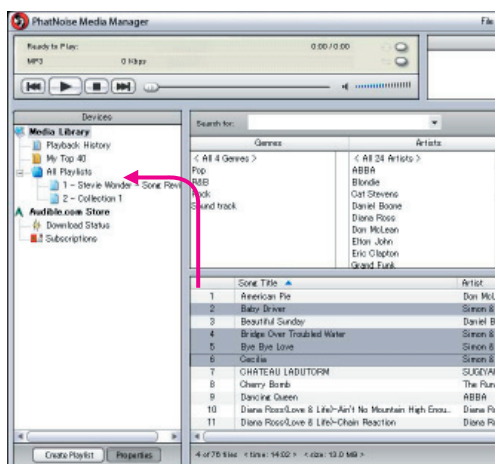 PhatNoise Media Manager
File
Ready to Play:
0:00 / 0:00
MP3
0 Kbps
Devices
Media Library
Playback History
My Top 40
All Playlists
1 - Stevie Wonder - Song Revi
2 - Collection 1
Audible.com Store
Download Status
Subscriptions
Search for:
Genres
Artists
< All 4 Genres >
Pop
R&B
Rock
Sound track
< All 24 Artists >
ABBA
Blondie
Cat Stevens
Daniel Boone
Diana Ross
Don McLean
Elton John
Eric Clapton
Grand Funk
Song Title
Artist
1 American Pie Don McL
2 Baby Driver Simon &
3 Beautiful Sunday Daniel B
4 Bridge Over Troubled Water Simon &
5 Bye Bye Love Simon &
6 Cecilia Simon &
7 CHATEAU LADUTORM SUGIYA
8 Cherry Bomb The Run
9 Dancing Queen ABBA
10 Diana Ross(Love & Life)-Ain't No Mountain High Enou... Diana R
11 Diana Ross(Love & Life)-Chain Reaction Diana R
Create Playlist
Properties
4 of 75 files < time: 14:02 > < size: 13.0 MB >